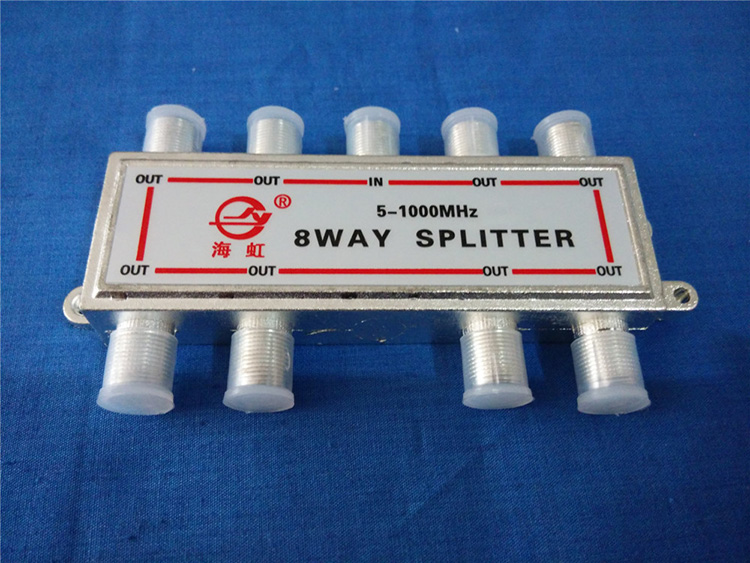 OUT OUT IN OUT OUT
®
5-1000MHz
海虹
8WAY SPLITTER
OUT OUT OUT OUT